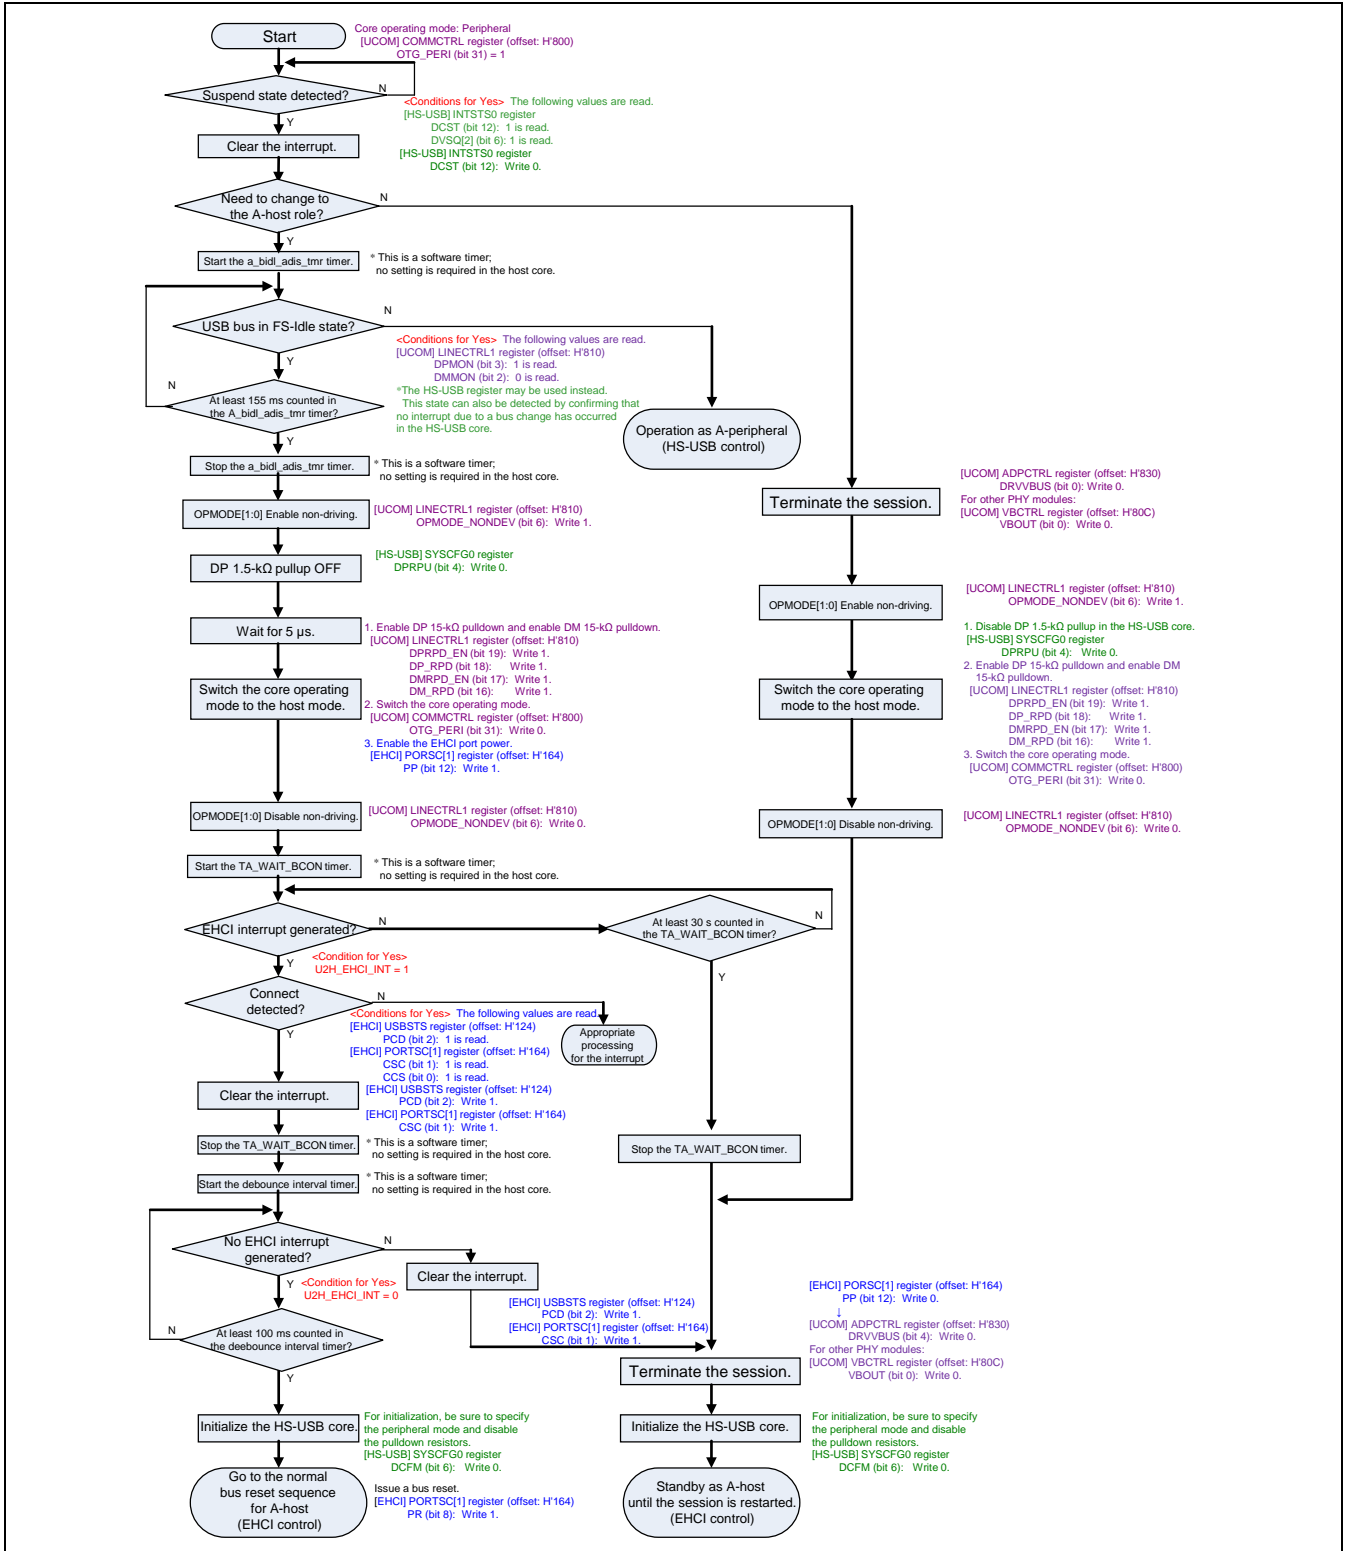 Start
Core operating mode: Peripheral
[UCOM] COMMCTRL register (offset: H'800)
OTG_PERI (bit 31) = 1
Suspend state detected?
N
Y
<Conditions for Yes>  The following values are read.
[HS-USB] INTSTS0 register
DCST (bit 12):  1 is read.
DVSQ[2] (bit 6): 1 is read.
[HS-USB] INTSTS0 register
DCST (bit 12):  Write 0.
Clear the interrupt.
Need to change to
the A-host role?
N
Y
Start the a_bidl_adis_tmr timer.
* This is a software timer;
no setting is required in the host core.
USB bus in FS-Idle state?
N
Y
<Conditions for Yes>  The following values are read.
[UCOM] LINECTRL1 register (offset: H'810)
DPMON (bit 3):  1 is read.
DMMON (bit 2):  0 is read.
*The HS-USB register may be used instead.
This state can also be detected by confirming that
no interrupt due to a bus change has occurred
in the HS-USB core.
N
At least 155 ms counted in
the A_bidl_adis_tmr timer?
Y
Operation as A-peripheral
(HS-USB control)
Stop the a_bidl_adis_tmr timer.
* This is a software timer;
no setting is required in the host core.
OPMODE[1:0] Enable non-driving.
[UCOM] LINECTRL1 register (offset: H'810)
OPMODE_NONDEV (bit 6):  Write 1.
Terminate the session.
[UCOM] ADPCTRL register (offset: H'830)
DRVVBUS (bit 0): Write 0.
For other PHY modules:
[UCOM] VBCTRL register (offset: H'80C)
VBOUT (bit 0):  Write 0.
DP 1.5-kΩ pullup OFF
[HS-USB] SYSCFG0 register
DPRPU (bit 4):  Write 0.
OPMODE[1:0] Enable non-driving.
[UCOM] LINECTRL1 register (offset: H'810)
OPMODE_NONDEV (bit 6):  Write 1.
Wait for 5 µs.
1. Enable DP 15-kΩ pulldown and enable DM 15-kΩ pulldown.
[UCOM] LINECTRL1 register (offset: H'810)
DPRPD_EN (bit 19):  Write 1.
DP_RPD (bit 18):  Write 1.
DMRPD_EN (bit 17):  Write 1.
DM_RPD (bit 16):  Write 1.
2. Switch the core operating mode.
[UCOM] COMMCTRL register (offset: H'800)
OTG_PERI (bit 31):  Write 0.
3. Enable the EHCI port power.
[EHCI] PORSC[1] register (offset: H'164)
PP (bit 12):  Write 1.
Switch the core operating
mode to the host mode.
1. Disable DP 1.5-kΩ pullup in the HS-USB core.
[HS-USB] SYSCFG0 register
DPRPU (bit 4):  Write 0.
2. Enable DP 15-kΩ pulldown and enable DM
15-kΩ pulldown.
[UCOM] LINECTRL1 register (offset: H'810)
DPRPD_EN (bit 19):  Write 1.
DP_RPD (bit 18):  Write 1.
DMRPD_EN (bit 17):  Write 1.
DM_RPD (bit 16):  Write 1.
3. Switch the core operating mode.
[UCOM] COMMCTRL register (offset: H'800)
OTG_PERI (bit 31):  Write 0.
Switch the core operating
mode to the host mode.
OPMODE[1:0] Disable non-driving.
[UCOM] LINECTRL1 register (offset: H'810)
OPMODE_NONDEV (bit 6):  Write 0.
OPMODE[1:0] Disable non-driving.
[UCOM] LINECTRL1 register (offset: H'810)
OPMODE_NONDEV (bit 6):  Write 0.
Start the TA_WAIT_BCON timer.
* This is a software timer;
no setting is required in the host core.
EHCI interrupt generated?
N
Y
<Condition for Yes>
U2H_EHCI_INT = 1
At least 30 s counted in
the TA_WAIT_BCON timer?
N
Y
Connect
detected?
N
Y
<Conditions for Yes>  The following values are read.
[EHCI] USBSTS register (offset: H'124)
PCD (bit 2):  1 is read.
[EHCI] PORTSC[1] register (offset: H'164)
CSC (bit 1):  1 is read.
CCS (bit 0):  1 is read.
Appropriate
processing
for the interrupt
Clear the interrupt.
[EHCI] USBSTS register (offset: H'124)
PCD (bit 2):  Write 1.
[EHCI] PORTSC[1] register (offset: H'164)
CSC (bit 1):  Write 1.
Stop the TA_WAIT_BCON timer.
* This is a software timer;
no setting is required in the host core.
Stop the TA_WAIT_BCON timer.
Start the debounce interval timer.
* This is a software timer;
no setting is required in the host core.
No EHCI interrupt
generated?
N
Y
<Condition for Yes>
U2H_EHCI_INT = 0
Clear the interrupt.
[EHCI] USBSTS register (offset: H'124)
PCD (bit 2):  Write 1.
[EHCI] PORTSC[1] register (offset: H'164)
CSC (bit 1):  Write 1.
N
At least 100 ms counted in
the deebounce interval timer?
Y
[EHCI] PORSC[1] register (offset: H'164)
PP (bit 12):  Write 0.
↓
[UCOM] ADPCTRL register (offset: H'830)
DRVVBUS (bit 4):  Write 0.
For other PHY modules:
[UCOM] VBCTRL register (offset: H'80C)
VBOUT (bit 0):  Write 0.
Terminate the session.
Initialize the HS-USB core.
For initialization, be sure to specify
the peripheral mode and disable
the pulldown resistors.
[HS-USB] SYSCFG0 register
DCFM (bit 6):  Write 0.
Initialize the HS-USB core.
For initialization, be sure to specify
the peripheral mode and disable
the pulldown resistors.
[HS-USB] SYSCFG0 register
DCFM (bit 6):  Write 0.
Go to the normal
bus reset sequence
for A-host
(EHCI control)
Issue a bus reset.
[EHCI] PORTSC[1] register (offset: H'164)
PR (bit 8):  Write 1.
Standby as A-host
until the session is restarted.
(EHCI control)